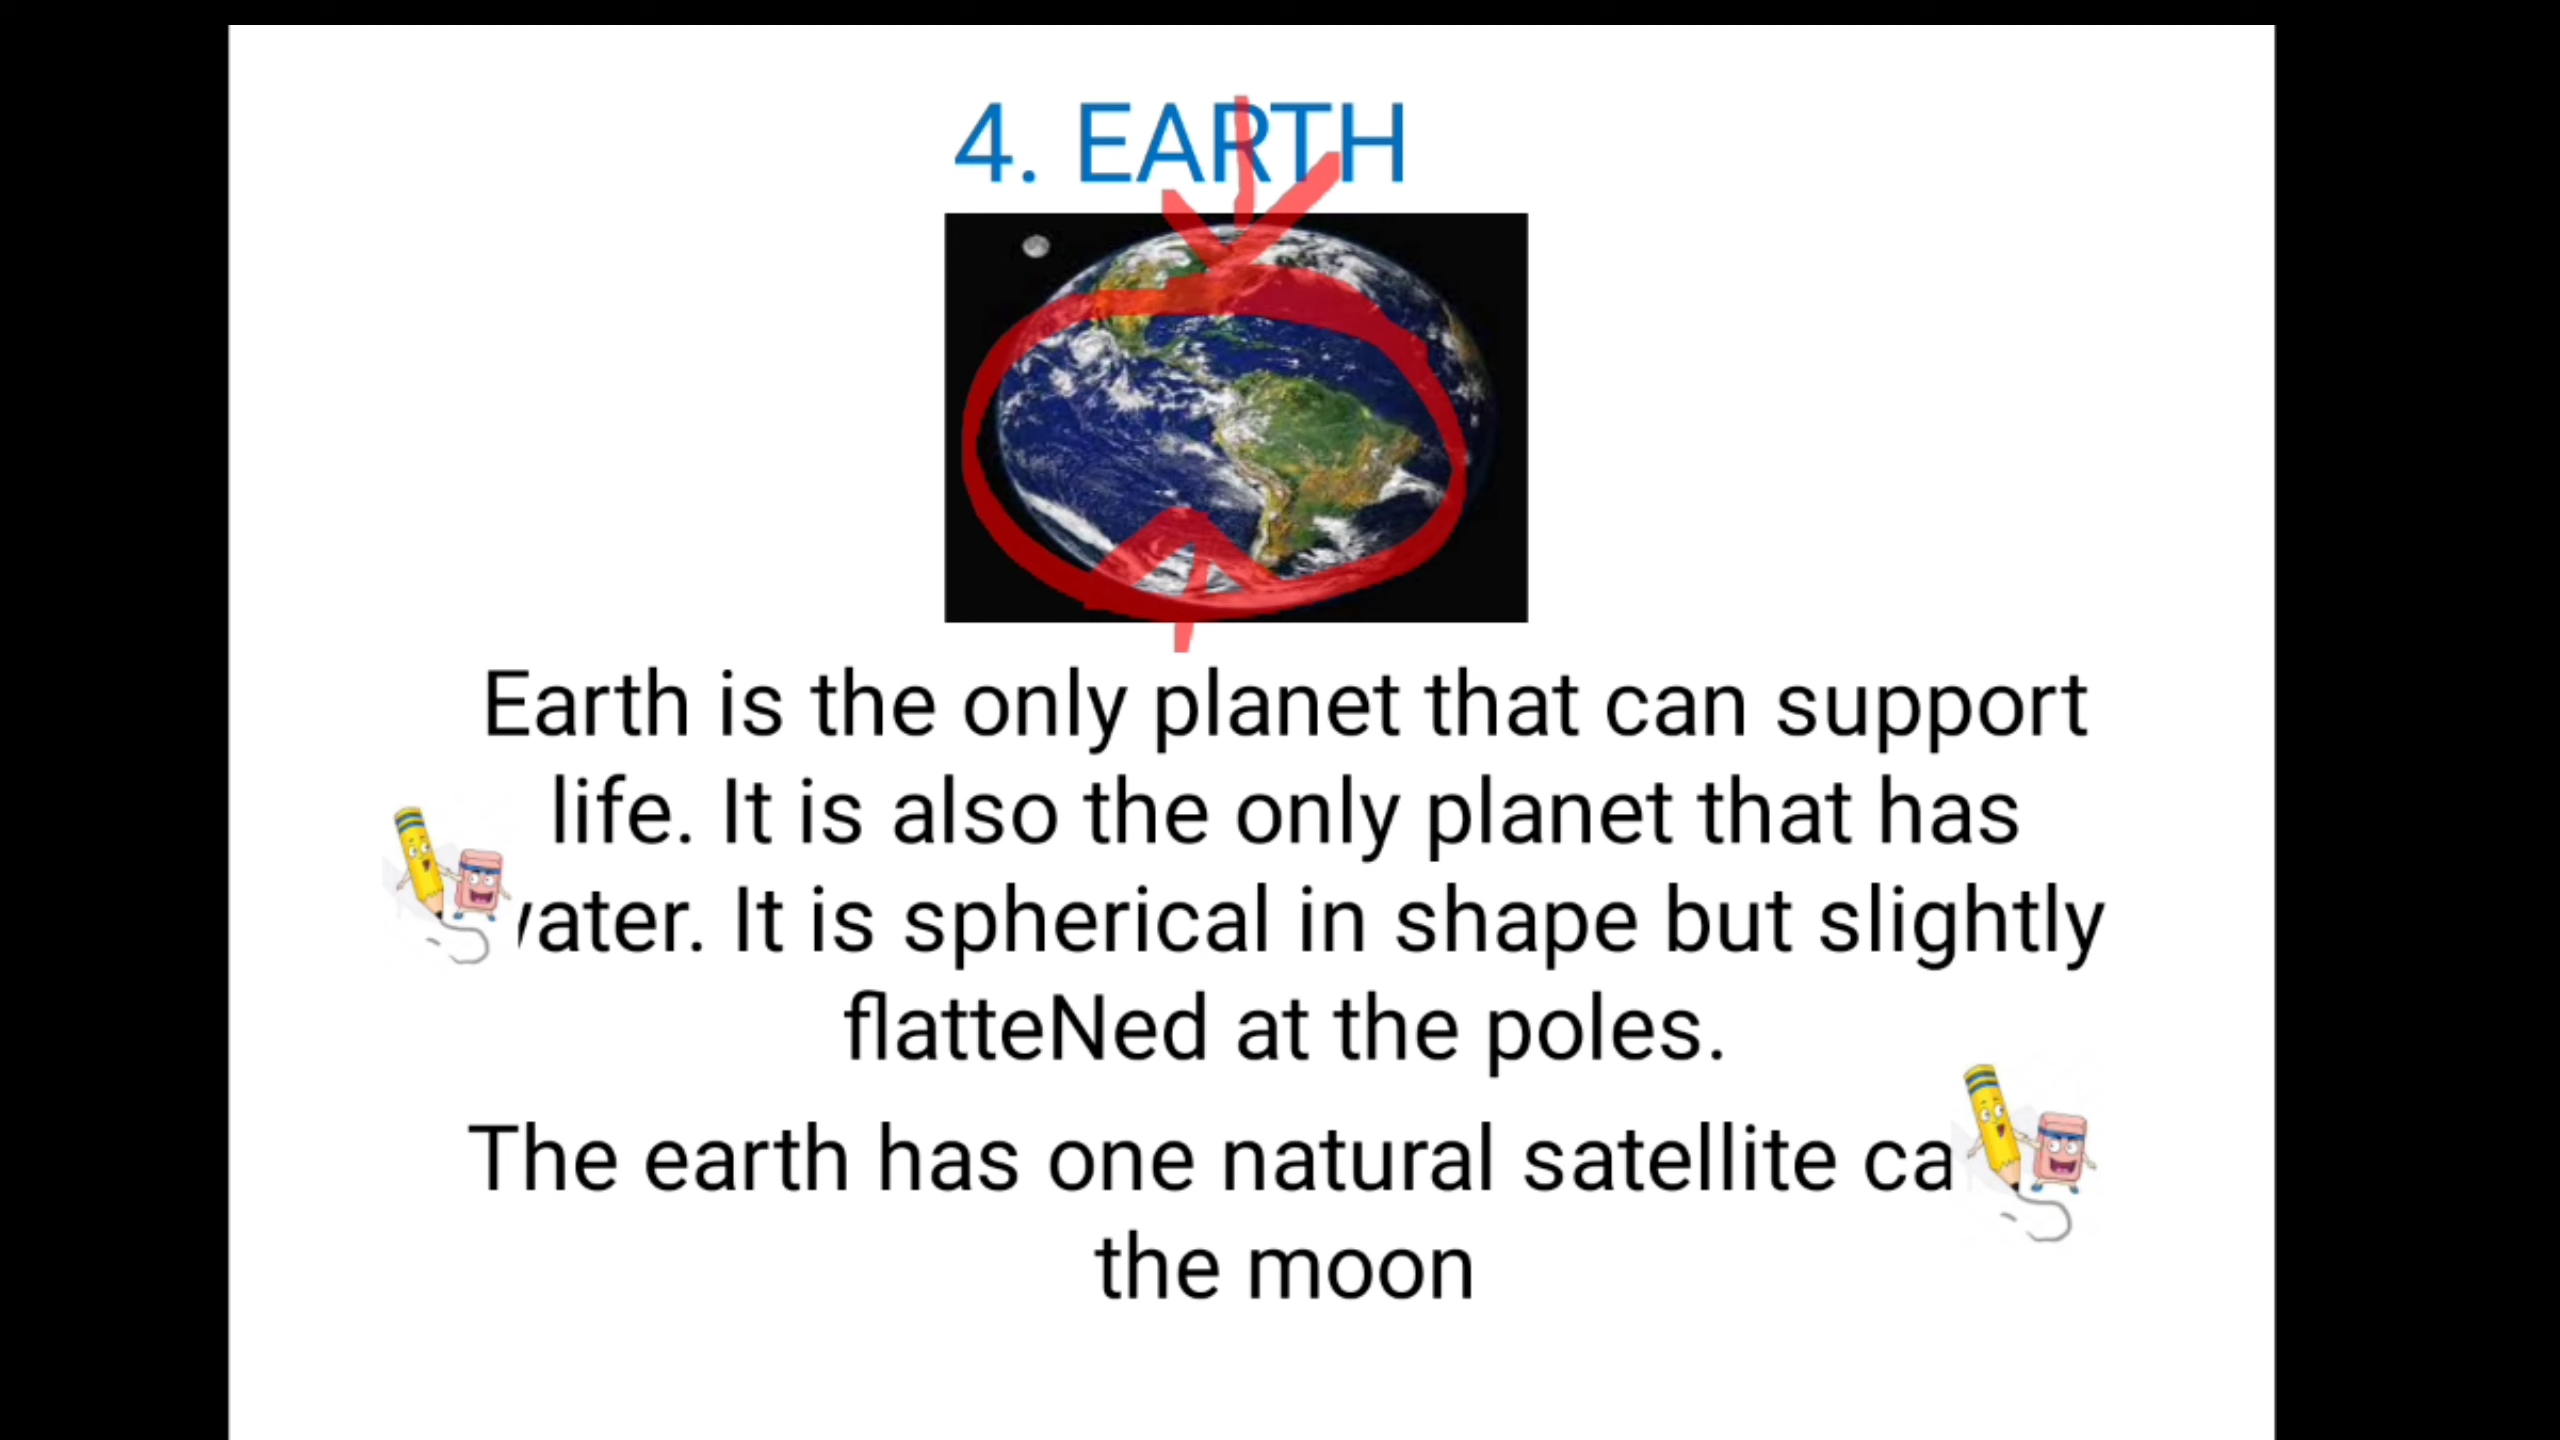 4. EARTH
Earth is the only planet that can support
life. It is also the only planet that has
It is spherical in shape but slightly
flatteNed at the poles.
The earth has one natural satellite
the moon